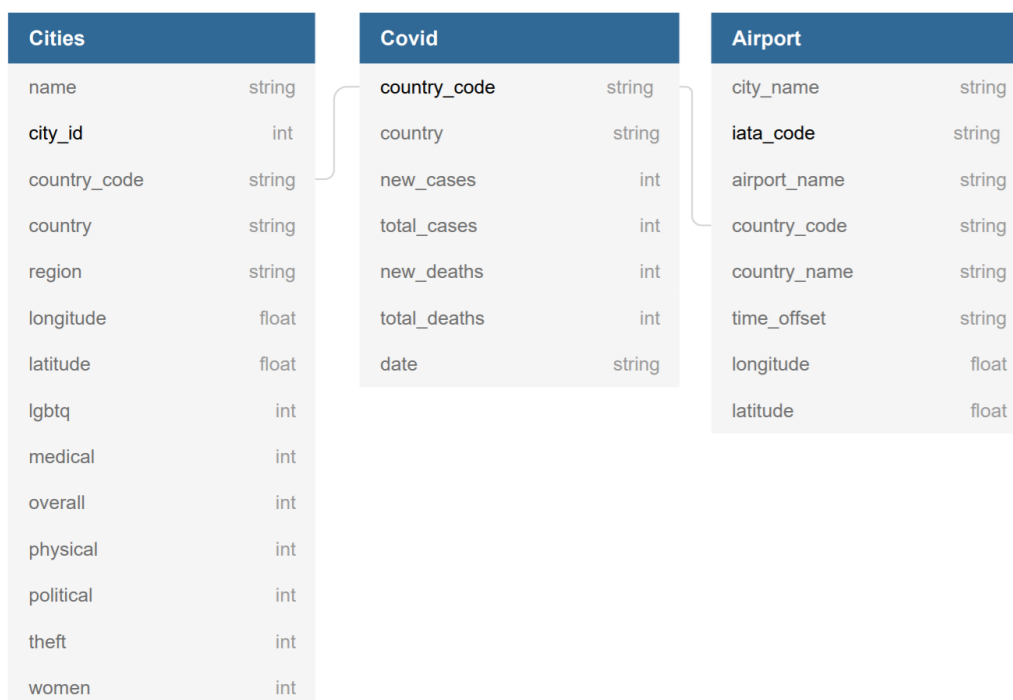 Cities
name string
city_id int
country_code string
country string
region string
longitude float
latitude float
lgbtq int
medical int
overall int
physical int
political int
theft int
women int
Covid
country_code string
country string
new_cases int
total_cases int
new_deaths int
total_deaths int
date string
Airport
city_name string
iata_code string
airport_name string
country_code string
country_name string
time_offset string
longitude float
latitude float